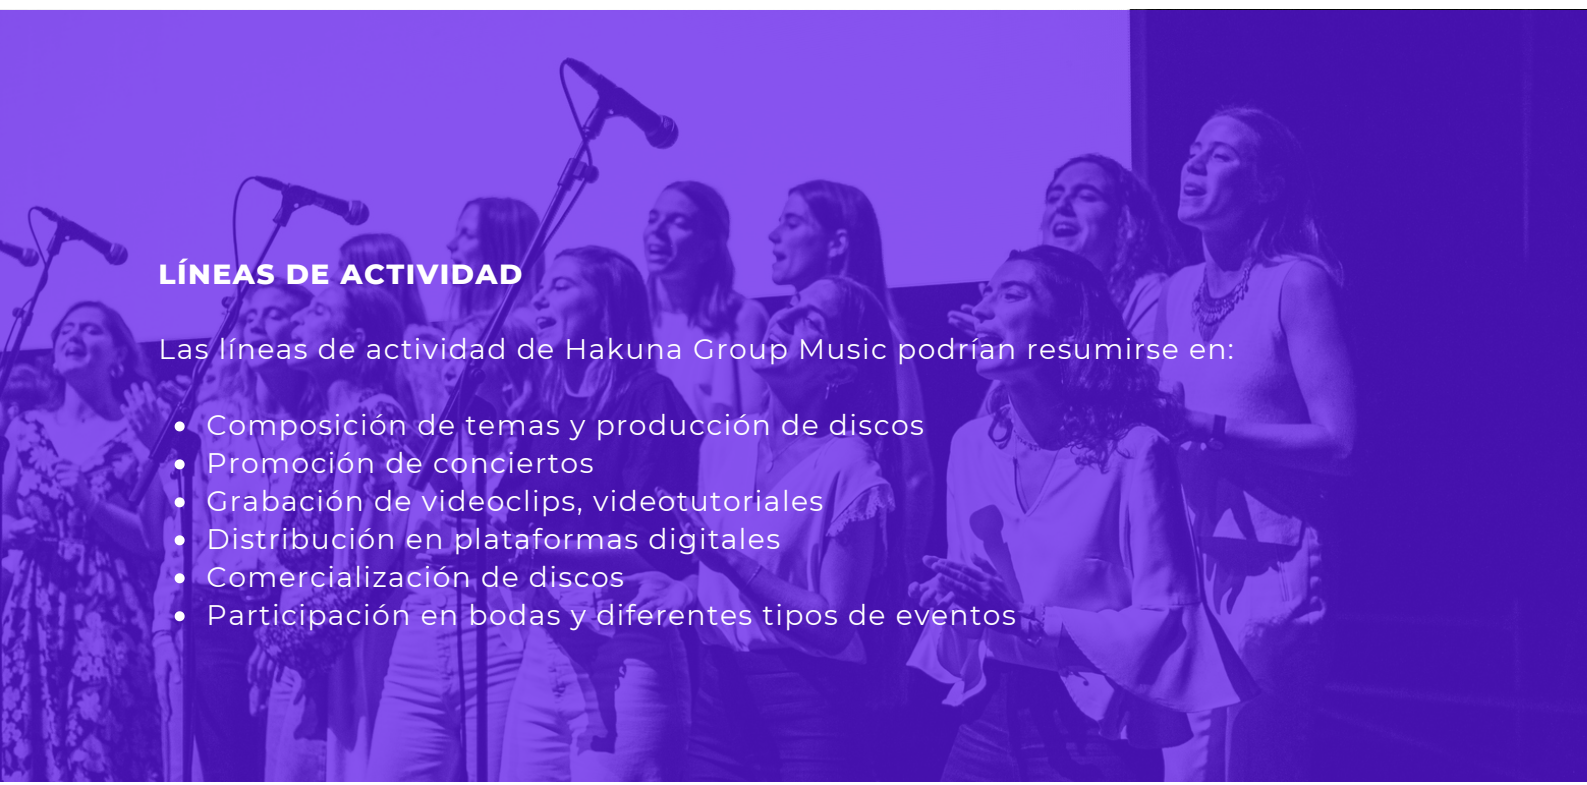 LÍNEAS DE ACTIVIDAD
Las líneas de actividad de Hakuna Group Music podrían resumirse en:
• Composición de temas y producción de discos
• Promoción de conciertos
• Grabación de videoclips, videotutoriales
• Distribución en plataformas digitales
• Comercialización de discos
• Participación en bodas y diferentes tipos de eventos